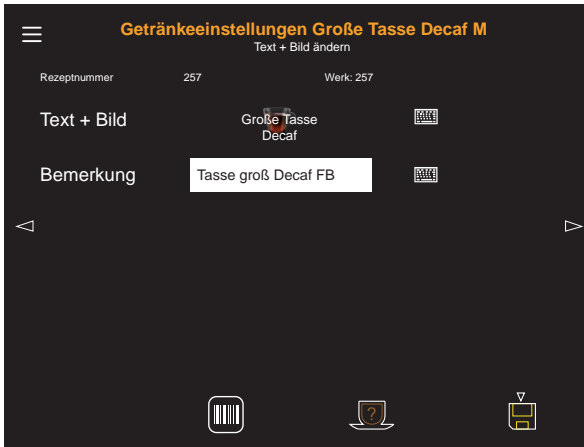 Getränkeeinstellungen Große Tasse Decaf M
Text + Bild ändern
Rezeptnummer 257 Werk: 257
Text + Bild
Große Tasse
Decaf
Bemerkung Tasse groß Decaf FB
?